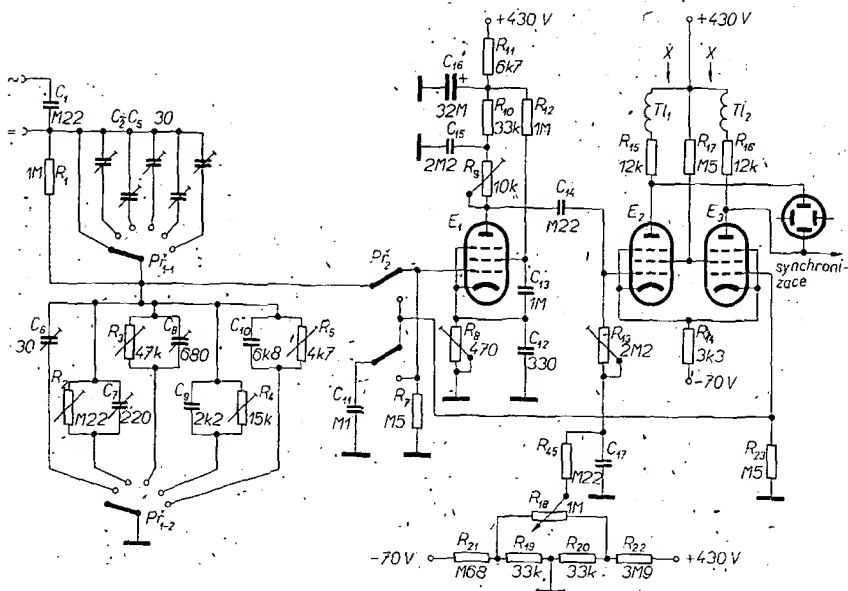 +430 V
+430 V
R11
6k7
C16
+
32M
R10
33k
R12
1M
C15
2M2
R9
10k
C14
M22
E1
C13
1M
R8
470
C12
330
~
C1
M22
=
C2-C5 30
1M
R1
Př1-1
Př2
C6
30
R3
47k
C8
680
C10
6k8
R5
4k7
R2
M22
C7
220
C9
2k2
R4
15k
Př1-2
C11
M1
R7
M5
X X
Tl1
Tl2
R15
12k
R17
M5
R16
12k
E2
E3
synchroni-
zace
R13
2M2
R14
3k3
-70 V
R45
M22
C17
R23
M5
R18
1M
-70 V
R21
M68
R19
33k
R20
33k
R22
3M9
+430 V